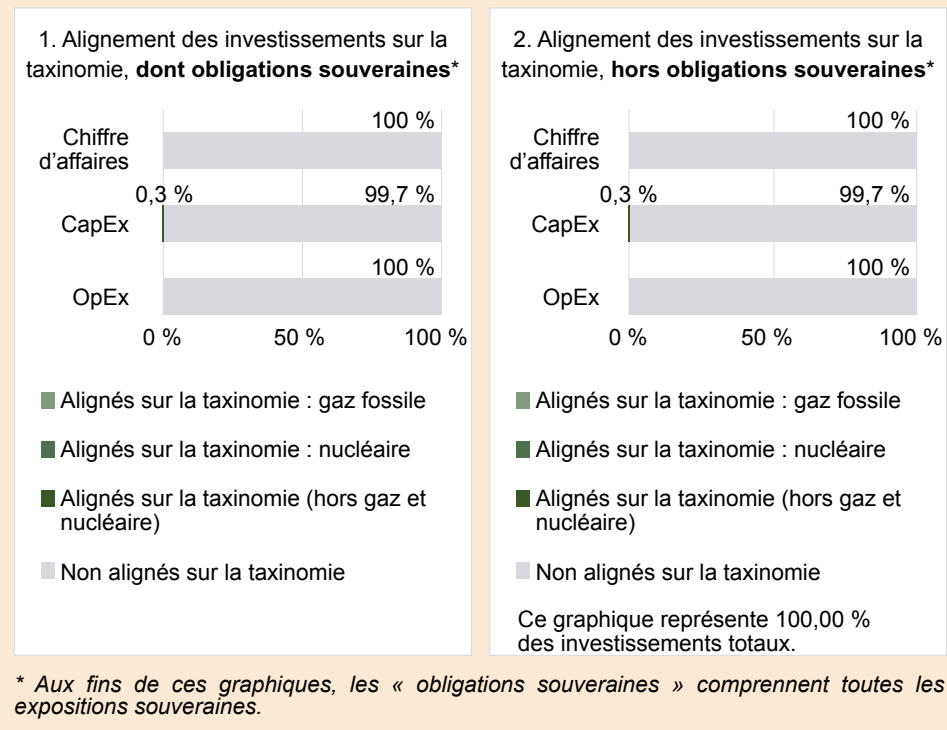 1. Alignement des investissements sur la
taxinomie, dont obligations souveraines*
100 %
Chiffre
d'affaires
0,3 %
99,7 %
CapEx
100 %
OpEx
0 %
50 %
100 %
Alignés sur la taxinomie : gaz fossile
Alignés sur la taxinomie : nucléaire
Alignés sur la taxinomie (hors gaz et
nucléaire)
Non alignés sur la taxinomie
2. Alignement des investissements sur la
taxinomie, hors obligations souveraines*
100 %
Chiffre
d'affaires
0,3 %
99,7 %
CapEx
100 %
OpEx
0 %
50 %
100 %
Alignés sur la taxinomie : gaz fossile
Alignés sur la taxinomie : nucléaire
Alignés sur la taxinomie (hors gaz et
nucléaire)
Non alignés sur la taxinomie
Ce graphique représente 100,00 %
des investissements totaux.
* Aux fins de ces graphiques, les « obligations souveraines » comprennent toutes les
expositions souveraines.